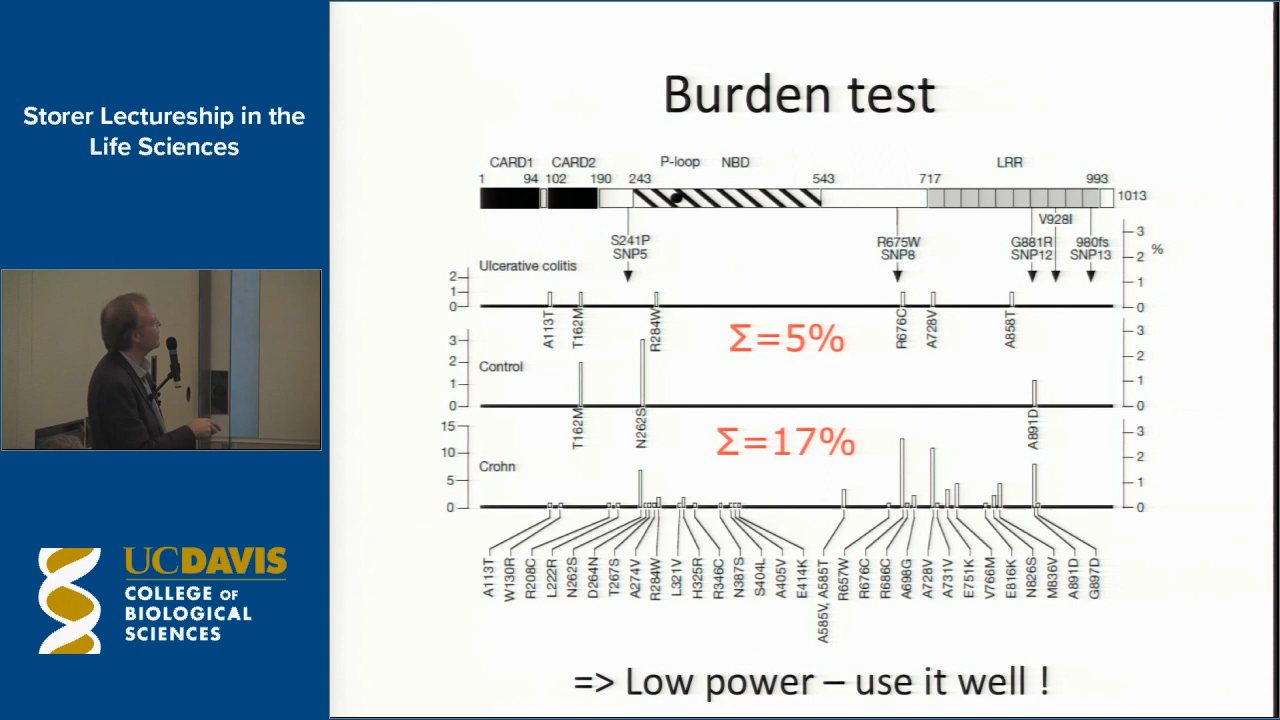 Storer Lectureship in the
Life Sciences
UCDAVIS
COLLEGE OF
BIOLOGICAL
SCIENCES
Burden test
CARD1 CARD2 P-loop NBD LRR
1 94 102 190 243 543 717 993
1013
V928I
S241P R675W G881R 980fs
SNP5 SNP8 SNP12 SNP13
3
2 %
1
0
Ulcerative colitis
2
1
0
A113T T162M R284W R676C A728V A858T
Σ=5%
Control
3
2
1
0
3
2
1
0
T162M N262S A891D
Σ=17%
Crohn
15
10
5
0
3
2
1
0
A113T W130R R208C L222R N262S D264N T267S A274V R284W L321V H325R R346C N387S S404L A405V E414K A585V, A585T R657W R676C R686C A698G A728V A731V E751K V766M E816K N826S M836V A891D G897D
=> Low power – use it well !